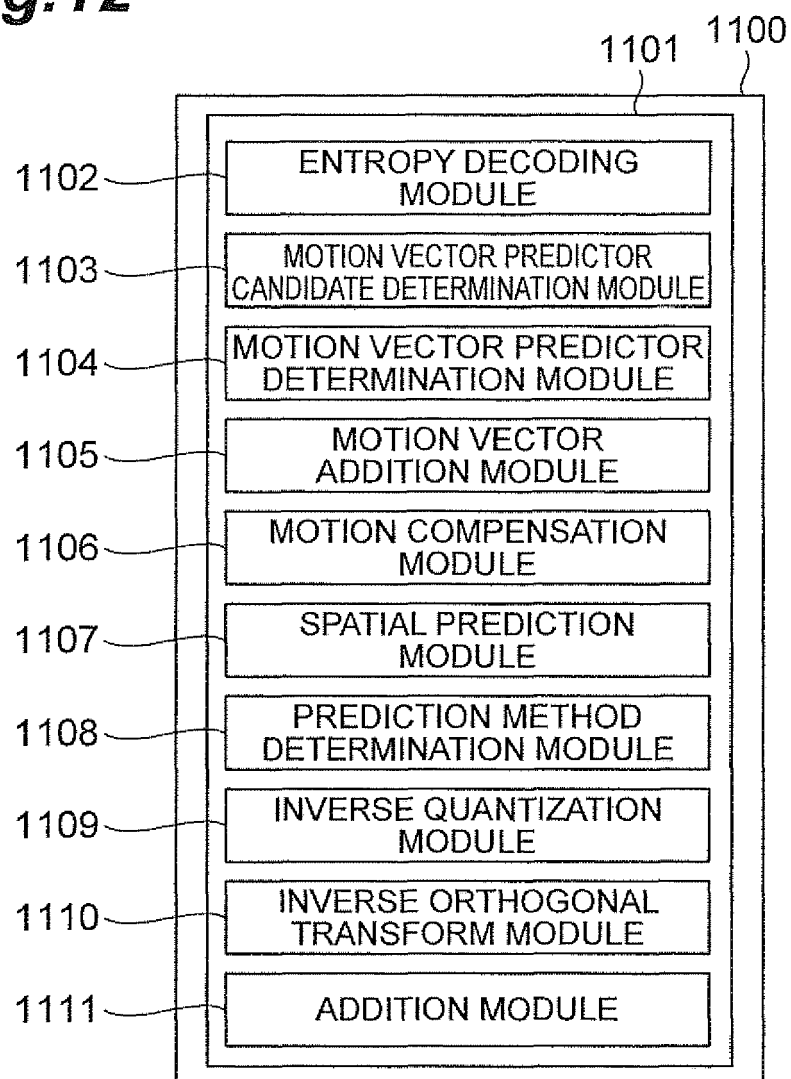 g.12
1100
1101
1102 ENTROPY DECODING
MODULE
1103 MOTION VECTOR PREDICTOR
CANDIDATE DETERMINATION MODULE
1104 MOTION VECTOR PREDICTOR
DETERMINATION MODULE
1105 MOTION VECTOR
ADDITION MODULE
1106 MOTION COMPENSATION
MODULE
1107 SPATIAL PREDICTION
MODULE
1108 PREDICTION METHOD
DETERMINATION MODULE
1109 INVERSE QUANTIZATION
MODULE
1110 INVERSE ORTHOGONAL
TRANSFORM MODULE
1111 ADDITION MODULE